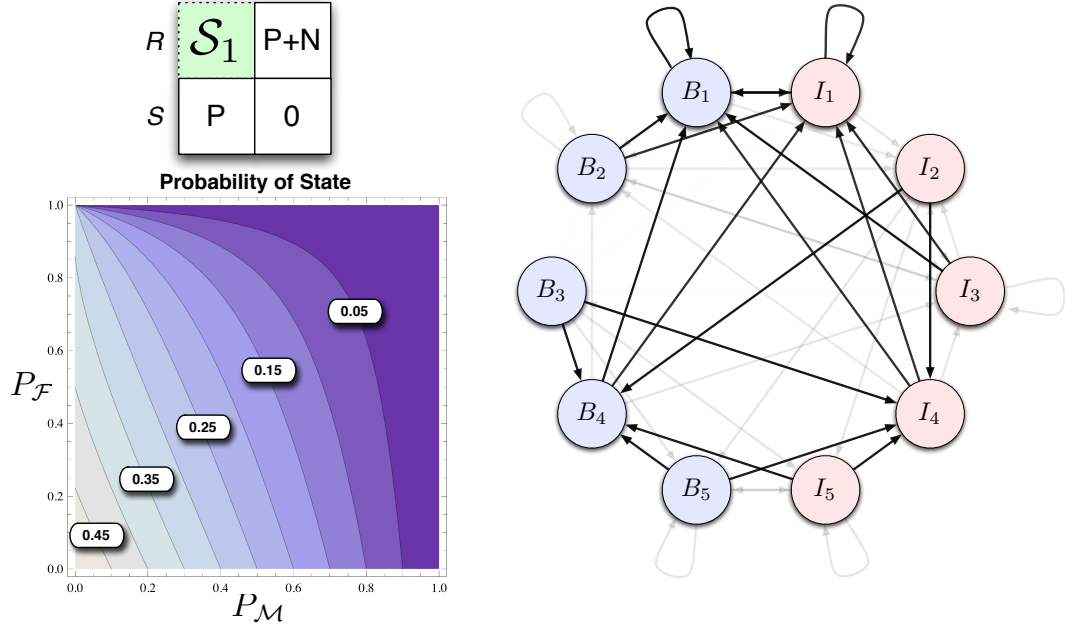 R 𝒮₁ P+N
S P 0
Probability of State
1.0
0.8
0.6
0.4
0.2
0.0
P_ℱ
0.05
0.15
0.25
0.35
0.45
0.0 0.2 0.4 0.6 0.8 1.0
P_ℳ
B₁ I₁
B₂ I₂
B₃ I₃
B₄ I₄
B₅ I₅